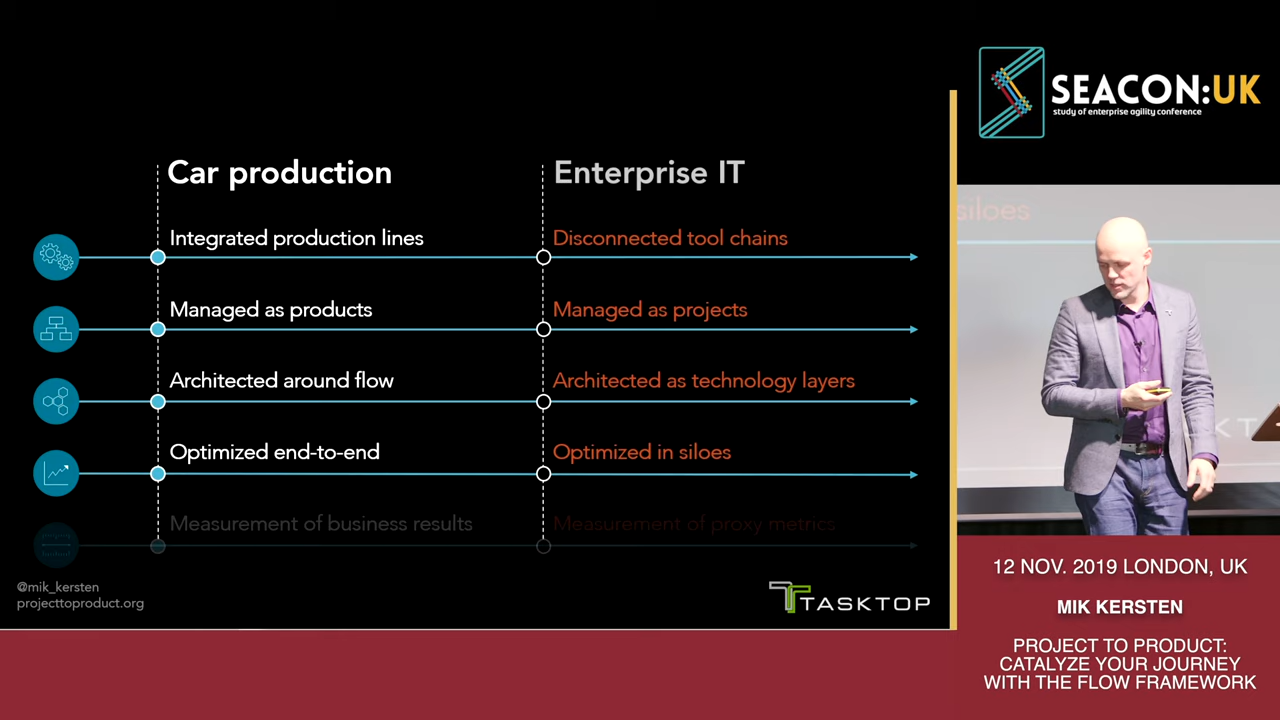 Car production
Enterprise IT
Integrated production lines
Disconnected tool chains
Managed as products
Managed as projects
Architected around flow
Architected as technology layers
Optimized end-to-end
Optimized in siloes
Measurement of business results
Measurement of proxy metrics
@mik_kersten
projecttoproduct.org
TASKTOP
SEACON:UK
study of enterprise agility conference
siloes
K T
12 NOV. 2019 LONDON, UK
MIK KERSTEN
PROJECT TO PRODUCT:
CATALYZE YOUR JOURNEY
WITH THE FLOW FRAMEWORK